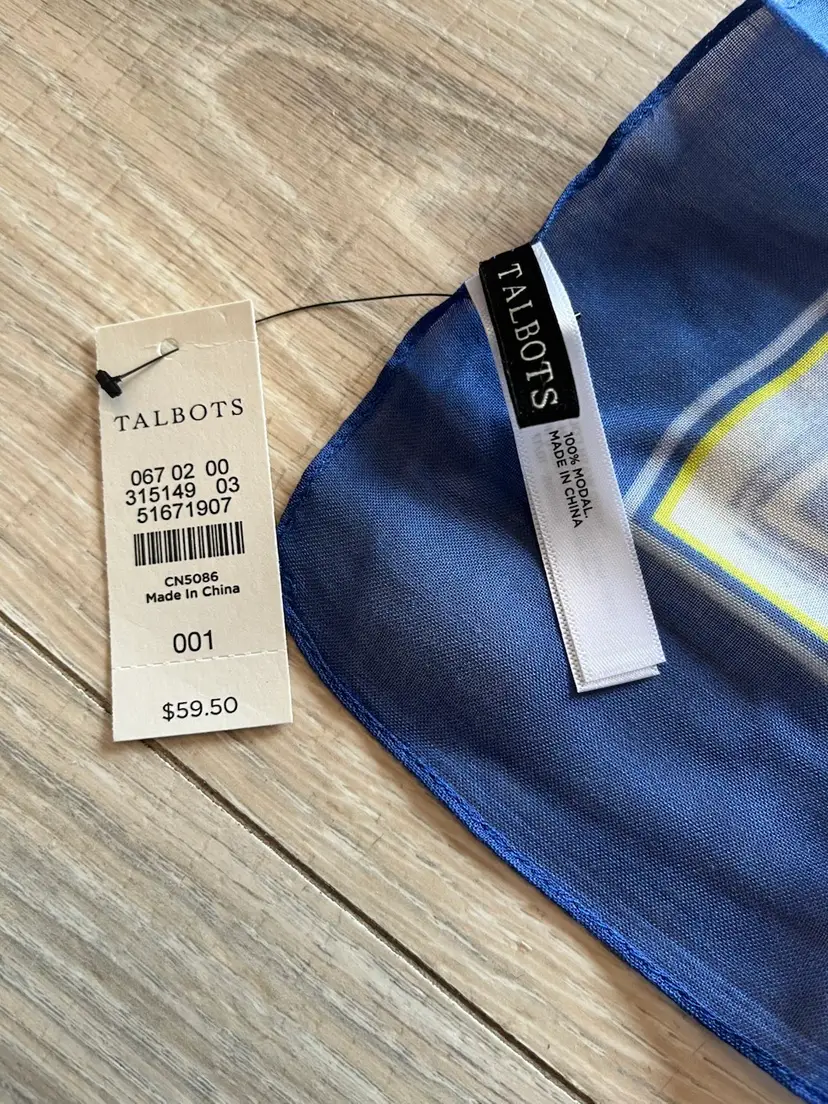 TALBOTS
067 02 00
315149 03
51671907
CN5086
Made In China
001
$59.50
TALBOTS
100% MODAL.
MADE IN CHINA